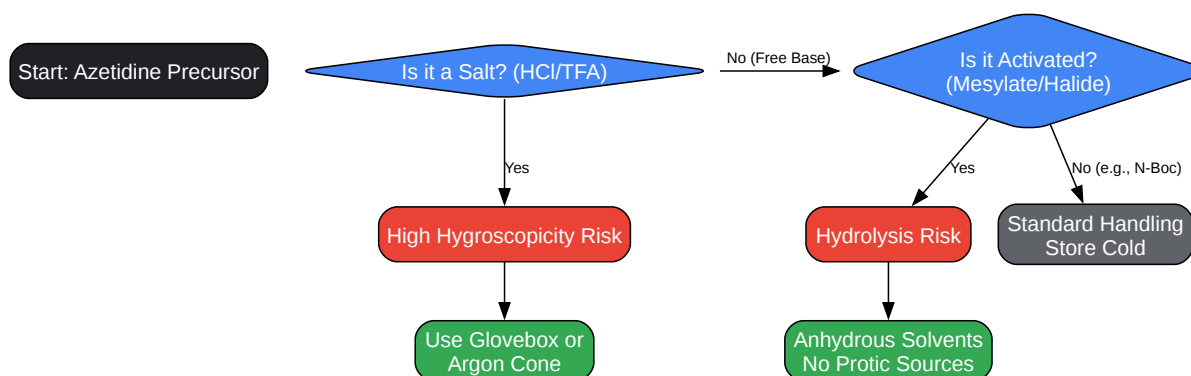 Start: Azetidine Precursor
Is it a Salt? (HCl/TFA)
No (Free Base)
Is it Activated?
(Mesylate/Halide)
Yes
Yes
No (e.g., N-Boc)
High Hygroscopicity Risk
Hydrolysis Risk
Standard Handling
Store Cold
Use Glovebox or
Argon Cone
Anhydrous Solvents
No Protic Sources